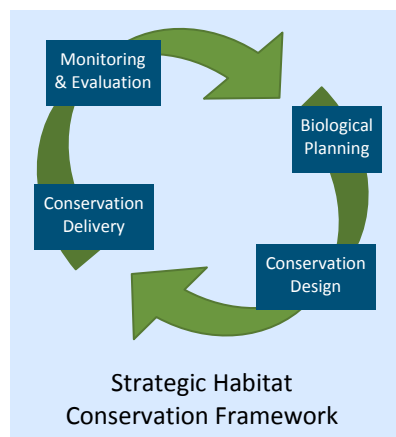 Monitoring
& Evaluation
Biological
Planning
Conservation
Delivery
Conservation
Design
Strategic Habitat
Conservation Framework